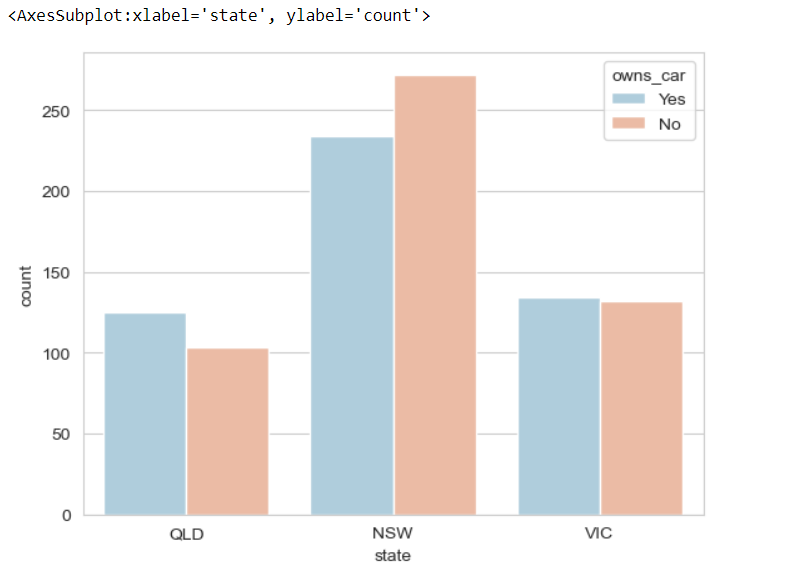 <AxesSubplot:xlabel='state', ylabel='count'>
owns_car
Yes
No
250
200
150
100
50
0
count
QLD
NSW
VIC
state